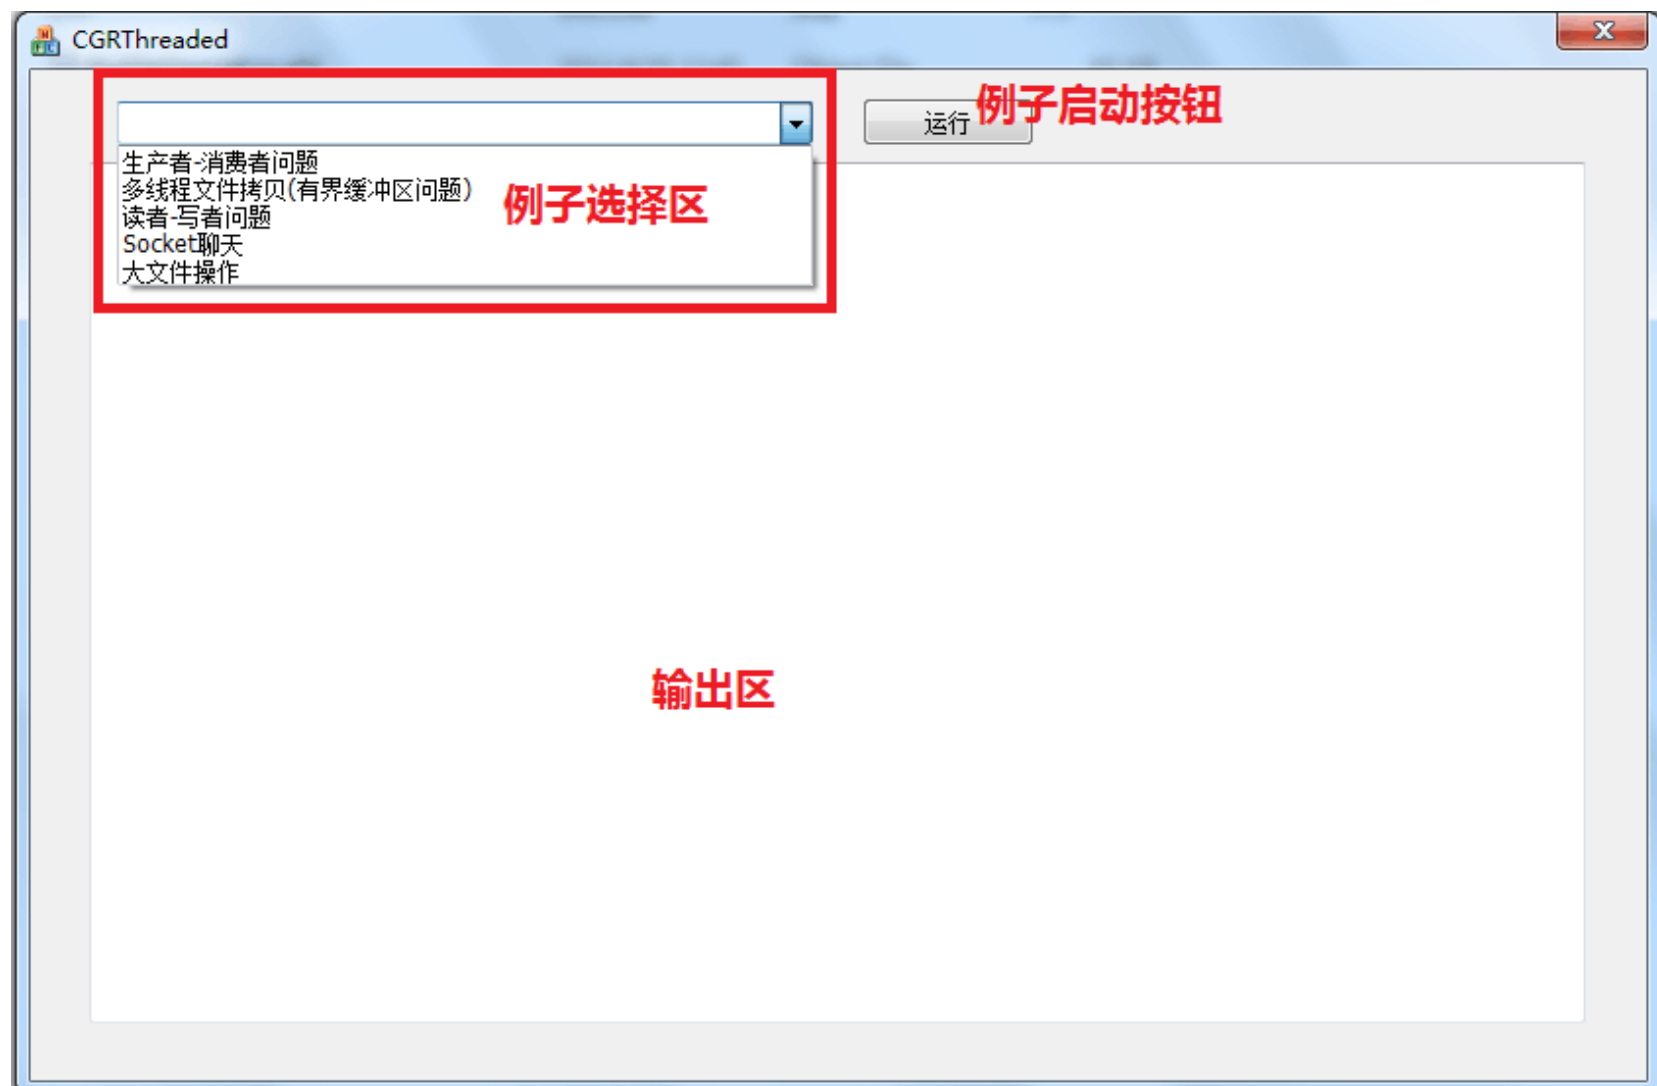 CGRThreaded
运行
例子启动按钮
生产者-消费者问题
多线程文件拷贝(有界缓冲区问题)
读者-写者问题
Socket聊天
大文件操作
例子选择区
输出区